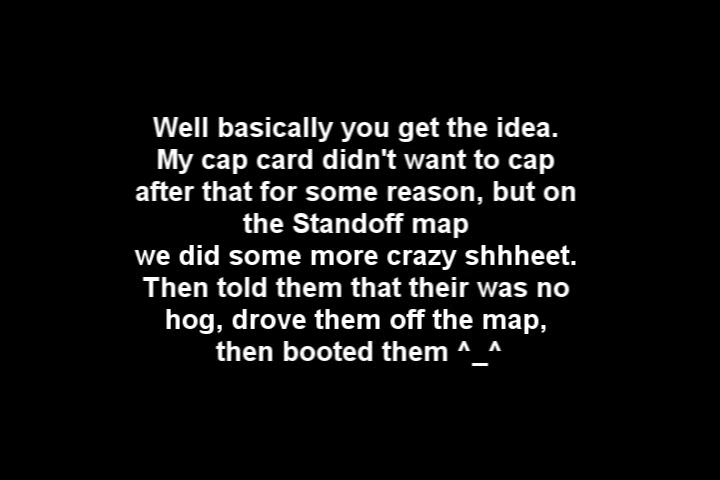 Well basically you get the idea.
My cap card didn't want to cap
after that for some reason, but on
the Standoff map
we did some more crazy shhheet.
Then told them that their was no
hog, drove them off the map,
then booted them ^_^